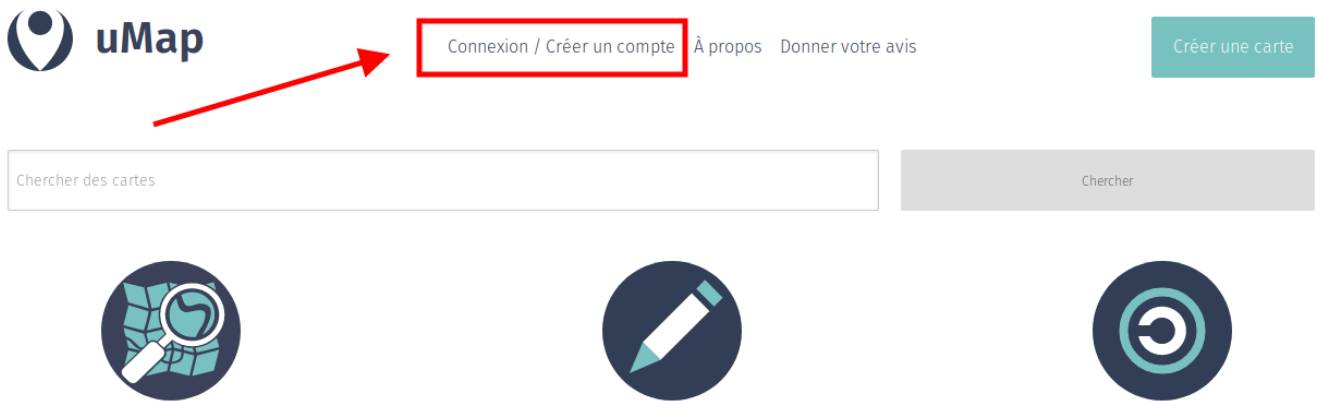 uMap
Connexion / Créer un compte À propos Donner votre avis
Créer une carte
Chercher des cartes
Chercher